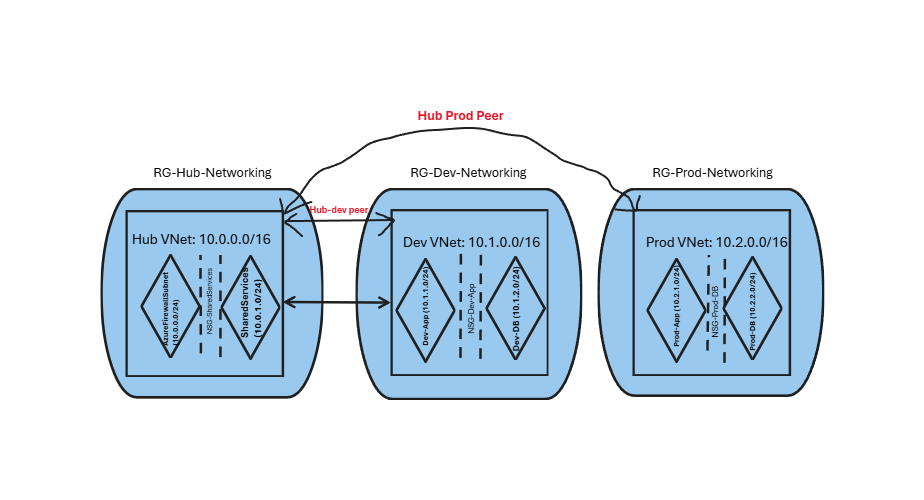 Hub Prod Peer
RG-Hub-Networking
RG-Dev-Networking
RG-Prod-Networking
Hub-dev peer
Hub VNet: 10.0.0.0/16
Dev VNet: 10.1.0.0/16
Prod VNet: 10.2.0.0/16
AzureFirewallSubnet
(10.0.0.0/24)
NSG-SharedServices
SharedServices
(10.0.1.0/24)
Dev-App (10.1.1.0/24)
NSG-Dev-App
Dev-DB (10.1.2.0/24)
Prod-App (10.2.1.0/24)
NSG-Prod-DB
Prod-DB (10.2.2.0/24)